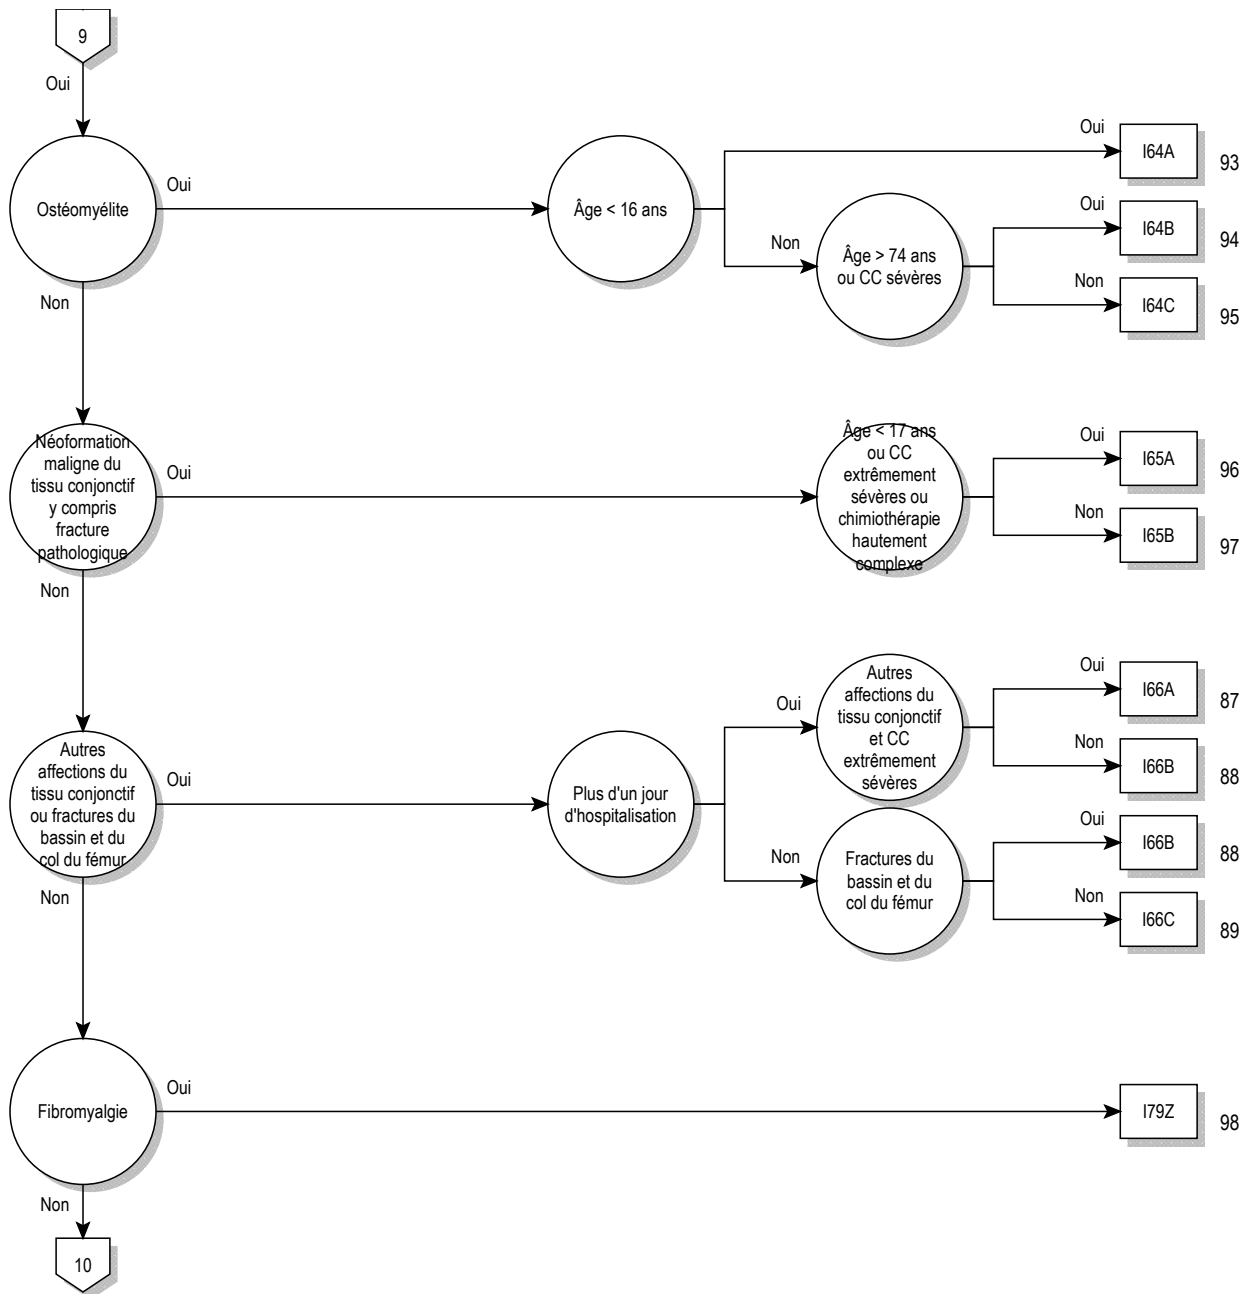 9
Oui
Ostéomyélite
Oui
Âge < 16 ans
Oui
I64A
93
Non
Âge > 74 ans
ou CC sévères
Oui
I64B
94
Non
I64C
95
Non
Néoformation
maligne du
tissu conjonctif
y compris
fracture
pathologique
Oui
Âge < 17 ans
ou CC
extrêmement
sévères ou
chimiothérapie
hautement
complexe
Oui
I65A
96
Non
I65B
97
Non
Autres
affections du
tissu conjonctif
ou fractures du
bassin et du
col du fémur
Oui
Plus d'un jour
d'hospitalisation
Oui
Autres
affections du
tissu conjonctif
et CC
extrêmement
sévères
Oui
I66A
87
Non
I66B
88
Non
Fractures du
bassin et du
col du fémur
Oui
I66B
88
Non
I66C
89
Non
Fibromyalgie
Oui
I79Z
98
Non
10